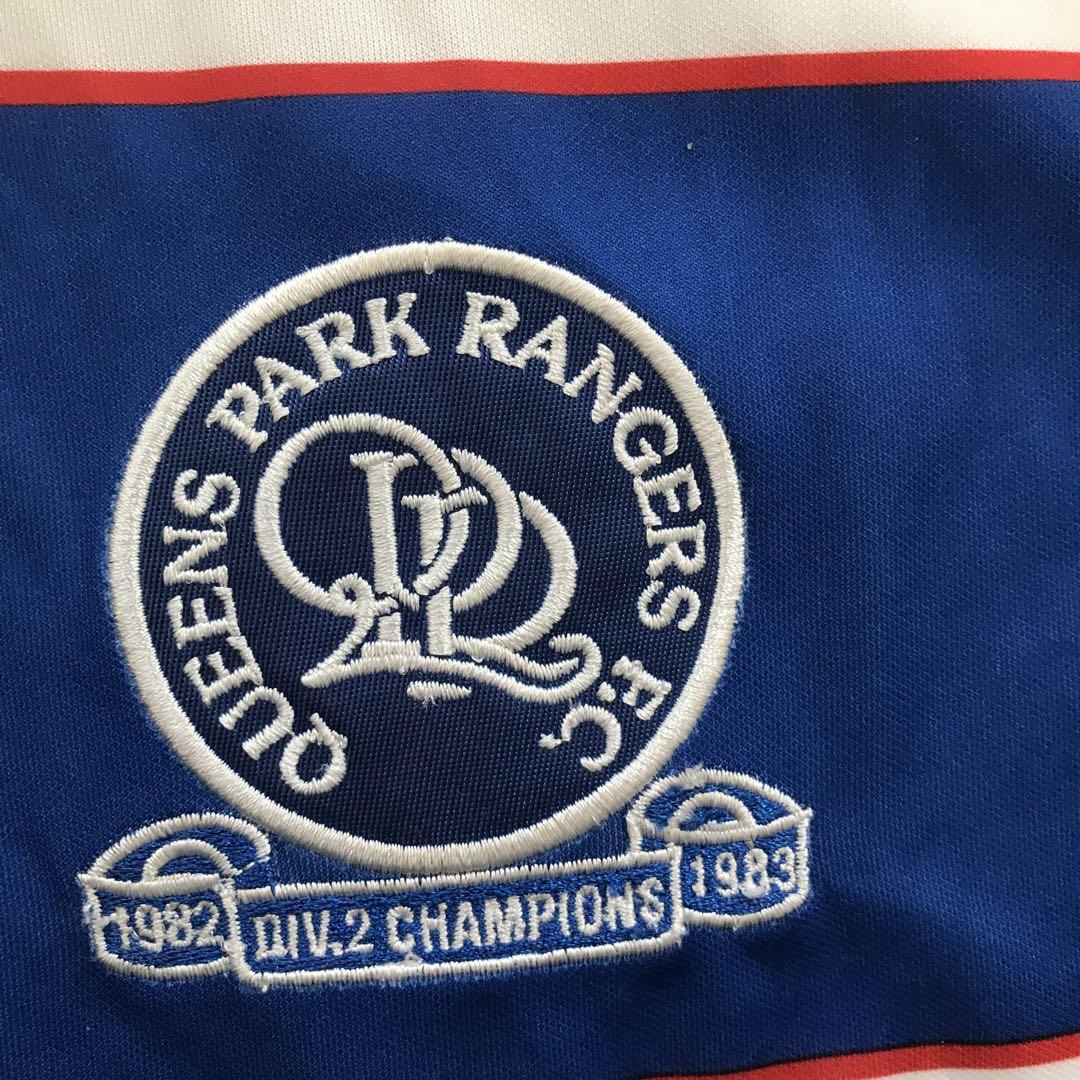 QUEENS PARK RANGERS F.C.
QPR
1982 DIV.2 CHAMPIONS 1983